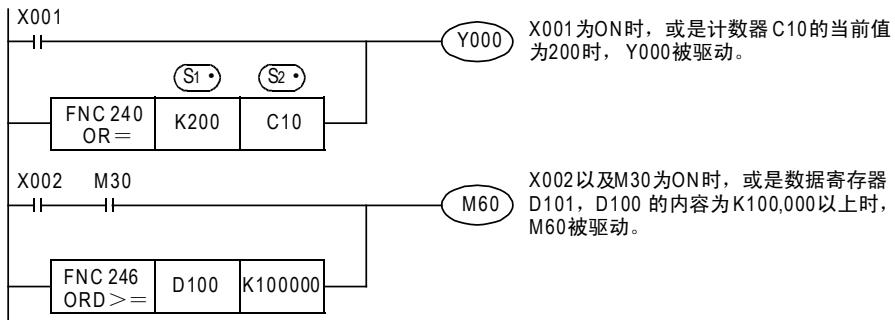 X001
Y000
X001为ON时，或是计数器C10的当前值
为200时，Y000被驱动。
S1• S2•
FNC 240
OR＝
K200
C10
X002 M30
M60
X002以及M30为ON时，或是数据寄存器
D101，D100 的内容为K100,000以上时，
M60被驱动。
FNC 246
ORD＞＝
D100
K100000